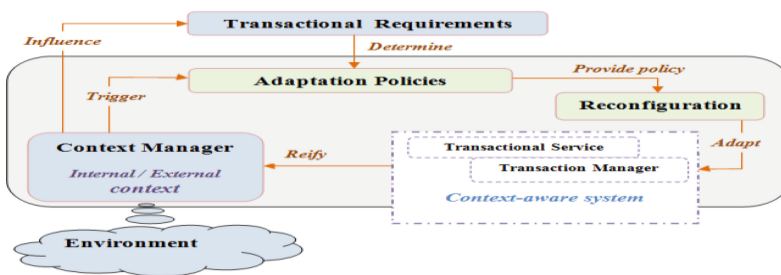 Transactional Requirements
Influence
Determine
Adaptation Policies
Provide policy
Trigger
Reconfiguration
Context Manager
Internal / External
context
Reify
Transactional Service
Transaction Manager
Adapt
Context-aware system
Environment